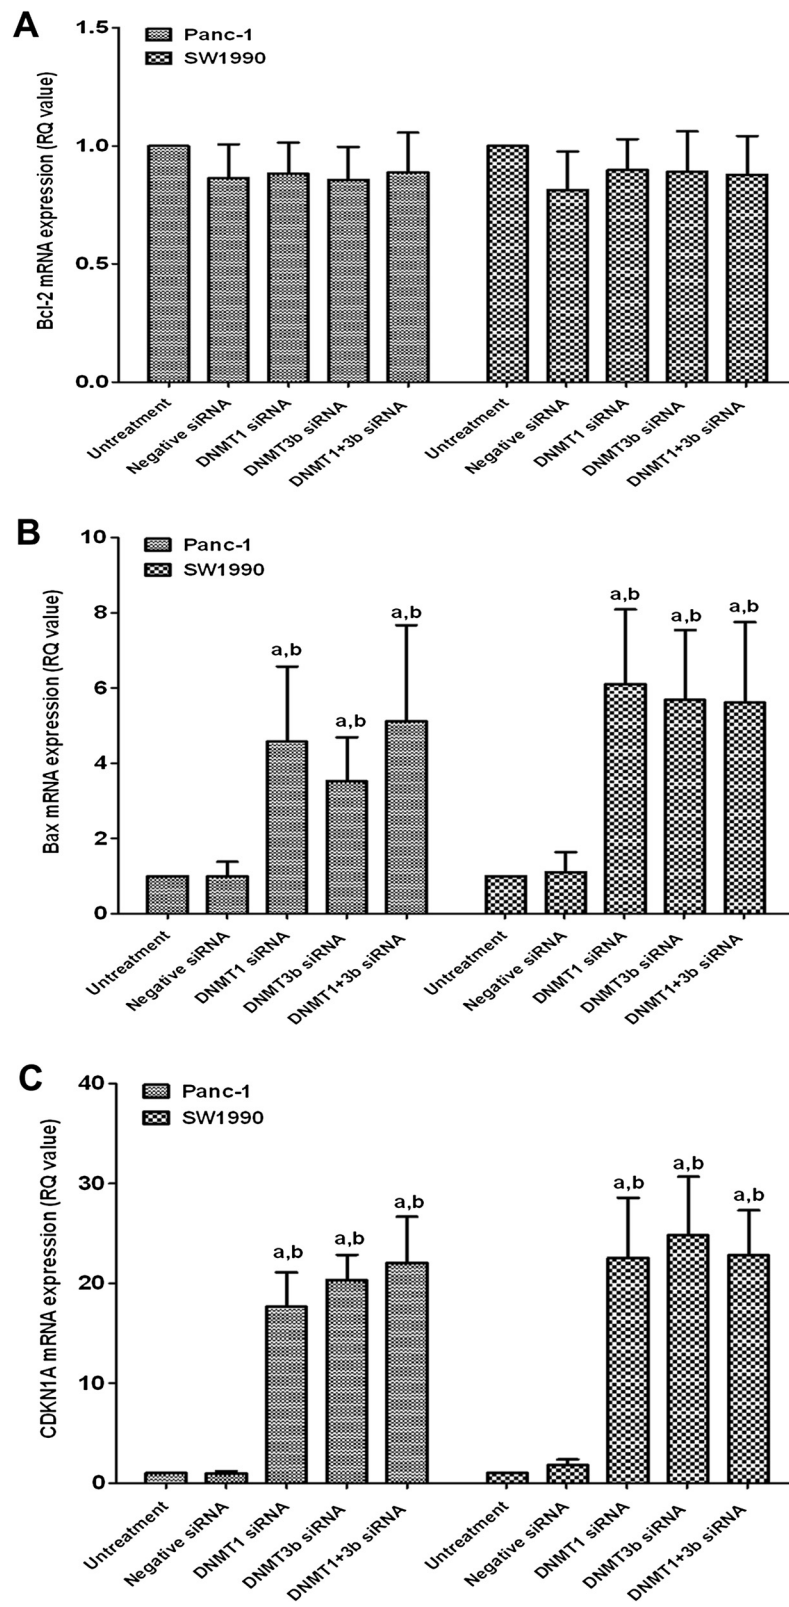 A
Bcl-2 mRNA expression (RQ value)
1.5
1.0
0.5
0.0
Panc-1
SW1990
Untreatment
Negative siRNA
DNMT1 siRNA
DNMT3b siRNA
DNMT1+3b siRNA
Untreatment
Negative siRNA
DNMT1 siRNA
DNMT3b siRNA
DNMT1+3b siRNA
B
Bax mRNA expression (RQ value)
10
8
6
4
2
0
Panc-1
SW1990
a,b
a,b
a,b
a,b
a,b
a,b
Untreatment
Negative siRNA
DNMT1 siRNA
DNMT3b siRNA
DNMT1+3b siRNA
Untreatment
Negative siRNA
DNMT1 siRNA
DNMT3b siRNA
DNMT1+3b siRNA
C
CDKN1A mRNA expression (RQ value)
40
30
20
10
0
Panc-1
SW1990
a,b
a,b
a,b
a,b
a,b
a,b
Untreatment
Negative siRNA
DNMT1 siRNA
DNMT3b siRNA
DNMT1+3b siRNA
Untreatment
Negative siRNA
DNMT1 siRNA
DNMT3b siRNA
DNMT1+3b siRNA